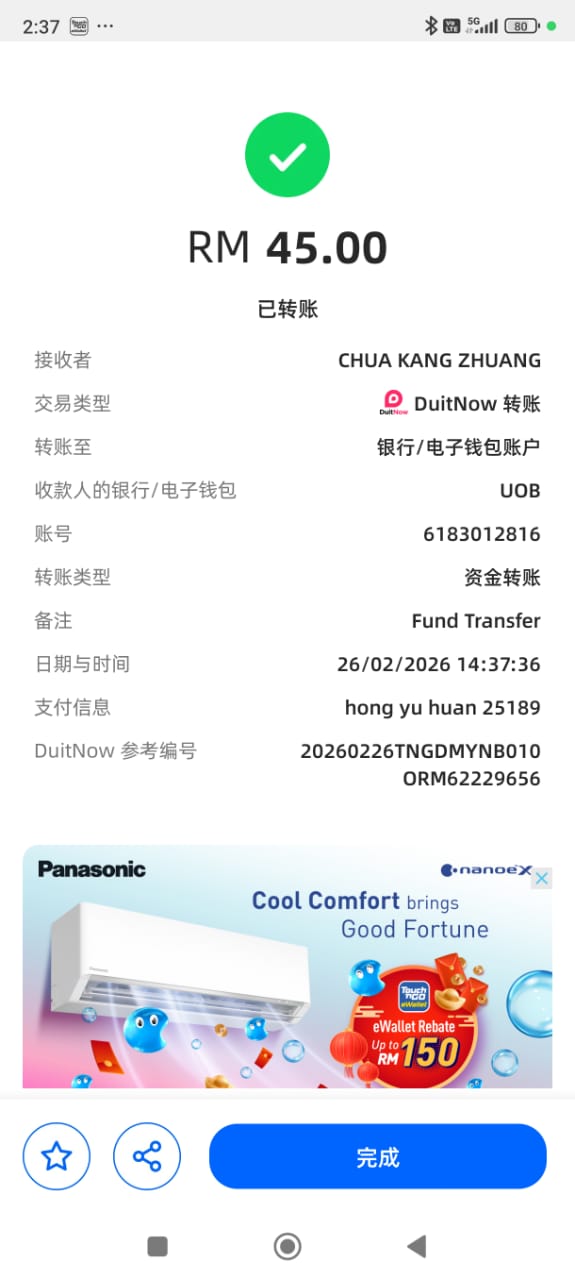 2:37
5G
80
RM 45.00
已转账
接收者 CHUA KANG ZHUANG
交易类型 DuitNow 转账
转账至 银行/电子钱包账户
收款人的银行/电子钱包 UOB
账号 6183012816
转账类型 资金转账
备注 Fund Transfer
日期与时间 26/02/2026 14:37:36
支付信息 hong yu huan 25189
DuitNow 参考编号 20260226TNGDMYNB010
ORM62229656
Panasonic
nanoeX
Cool Comfort brings
Good Fortune
Touch
'nGO
eWallet
eWallet Rebate
Up to
RM 150
完成